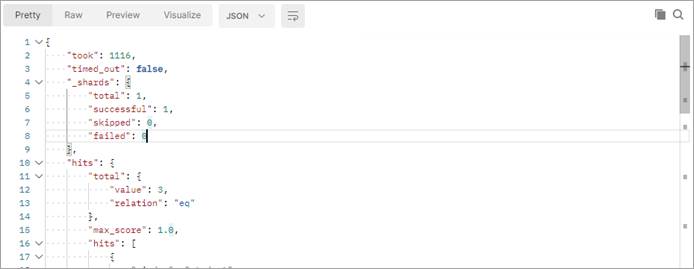 Pretty Raw Preview Visualize JSON
1 {
2 "took": 1116,
3 "timed_out": false,
4 "_shards": {
5 "total": 1,
6 "successful": 1,
7 "skipped": 0,
8 "failed": 0
9 },
10 "hits": {
11 "total": {
12 "value": 3,
13 "relation": "eq"
14 },
15 "max_score": 1.0,
16 "hits": [
17 {